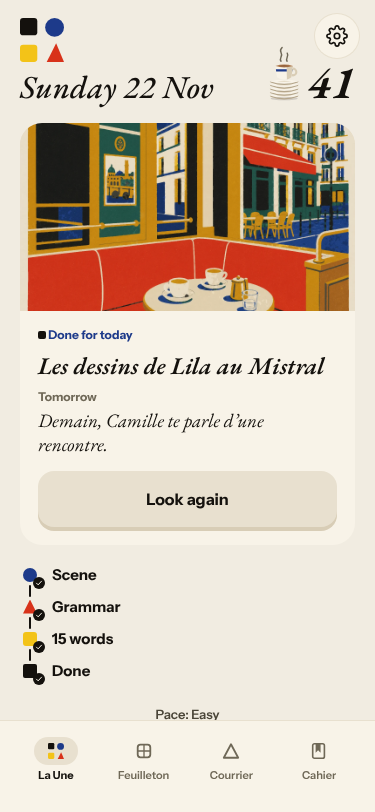 Sunday 22 Nov
41
Done for today
Les dessins de Lila au Mistral
Tomorrow
Demain, Camille te parle d’une
rencontre.
Look again
Scene
Grammar
15 words
Done
Pace: Easy
La Une
Feuilleton
Courrier
Cahier